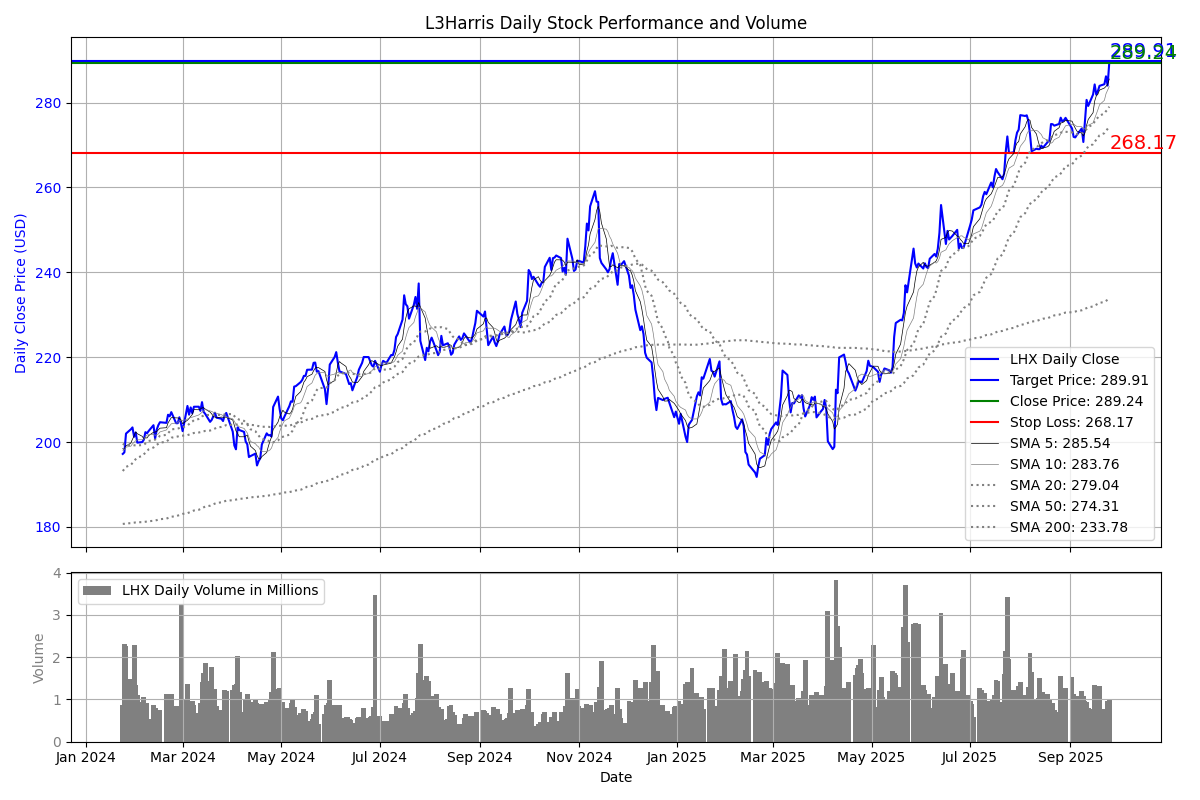 L3Harris Daily Stock Performance and Volume
289.91
289.24
268.17
Daily Close Price (USD)
280
260
240
220
200
180
LHX Daily Close
Target Price: 289.91
Close Price: 289.24
Stop Loss: 268.17
SMA 5: 285.54
SMA 10: 283.76
SMA 20: 279.04
SMA 50: 274.31
SMA 200: 233.78
Volume
4
3
2
1
0
LHX Daily Volume in Millions
Jan 2024 Mar 2024 May 2024 Jul 2024 Sep 2024 Nov 2024 Jan 2025 Mar 2025 May 2025 Jul 2025 Sep 2025
Date